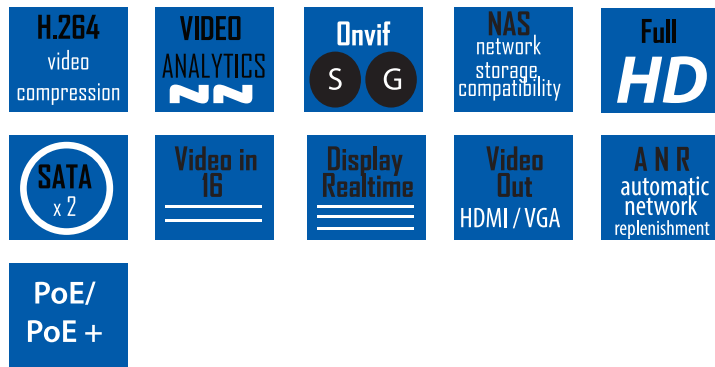 H.264
video
compression
VIDEO
ANALYTICS
NN
Onvif
S G
NAS
network
storage
compatibility
Full
HD
SATA
x 2
Video in
16
Display
Realtime
Video
Out
HDMI / VGA
A N R
automatic
network
replenishment
PoE/
PoE +